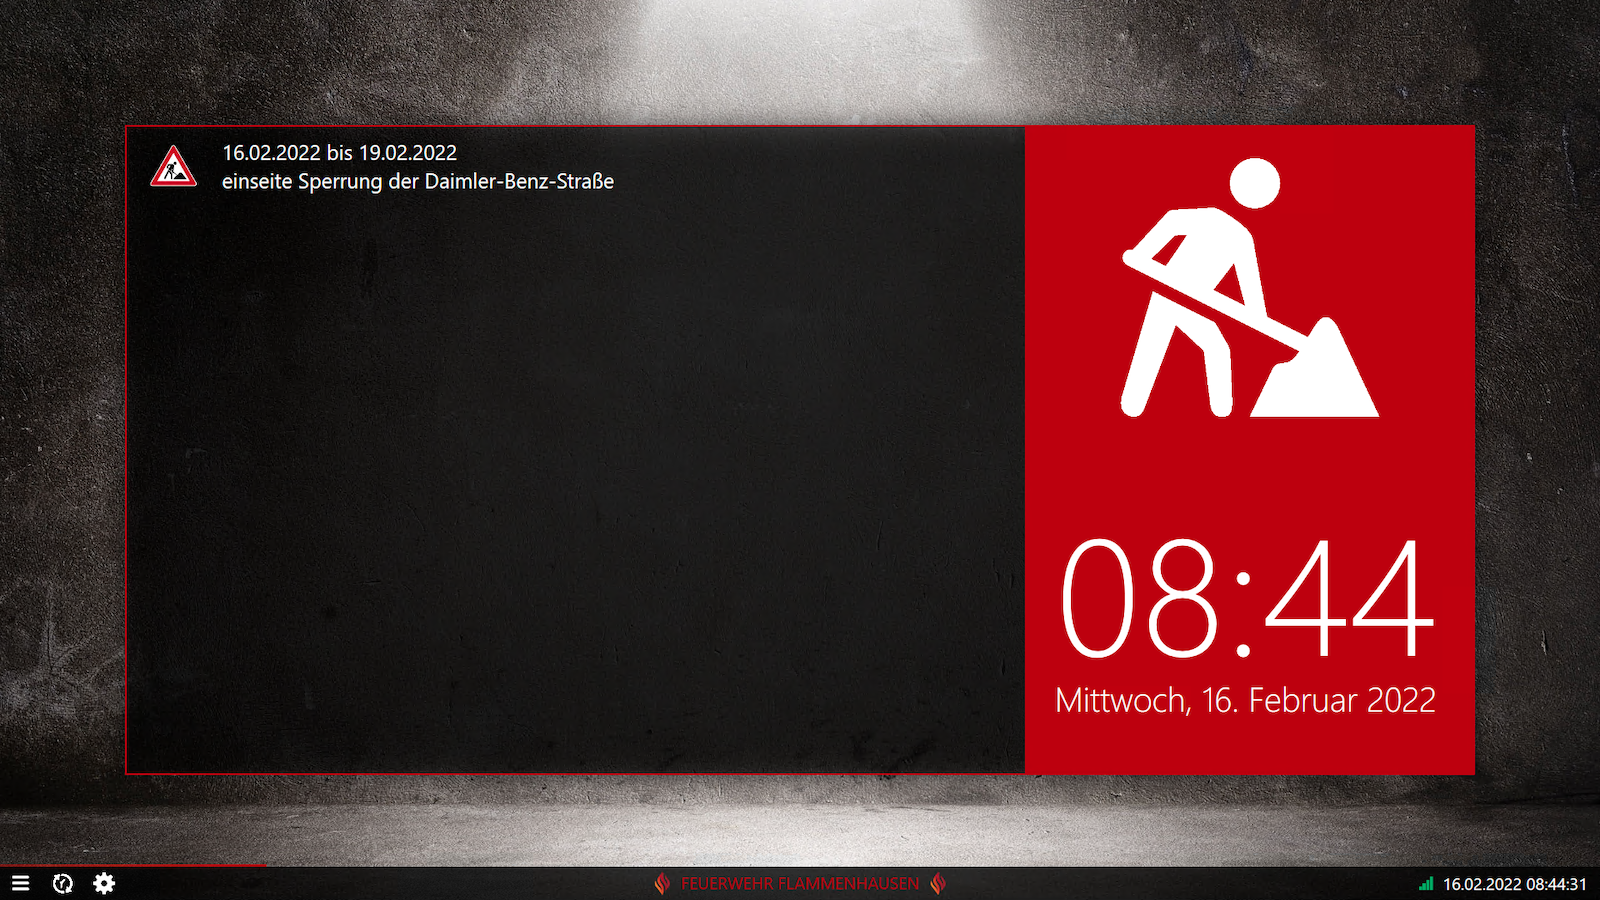 16.02.2022 bis 19.02.2022
einseite Sperrung der Daimler-Benz-Straße
08:44
Mittwoch, 16. Februar 2022
FEUERWEHR FLAMMENHAUSEN
16.02.2022 08:44:31